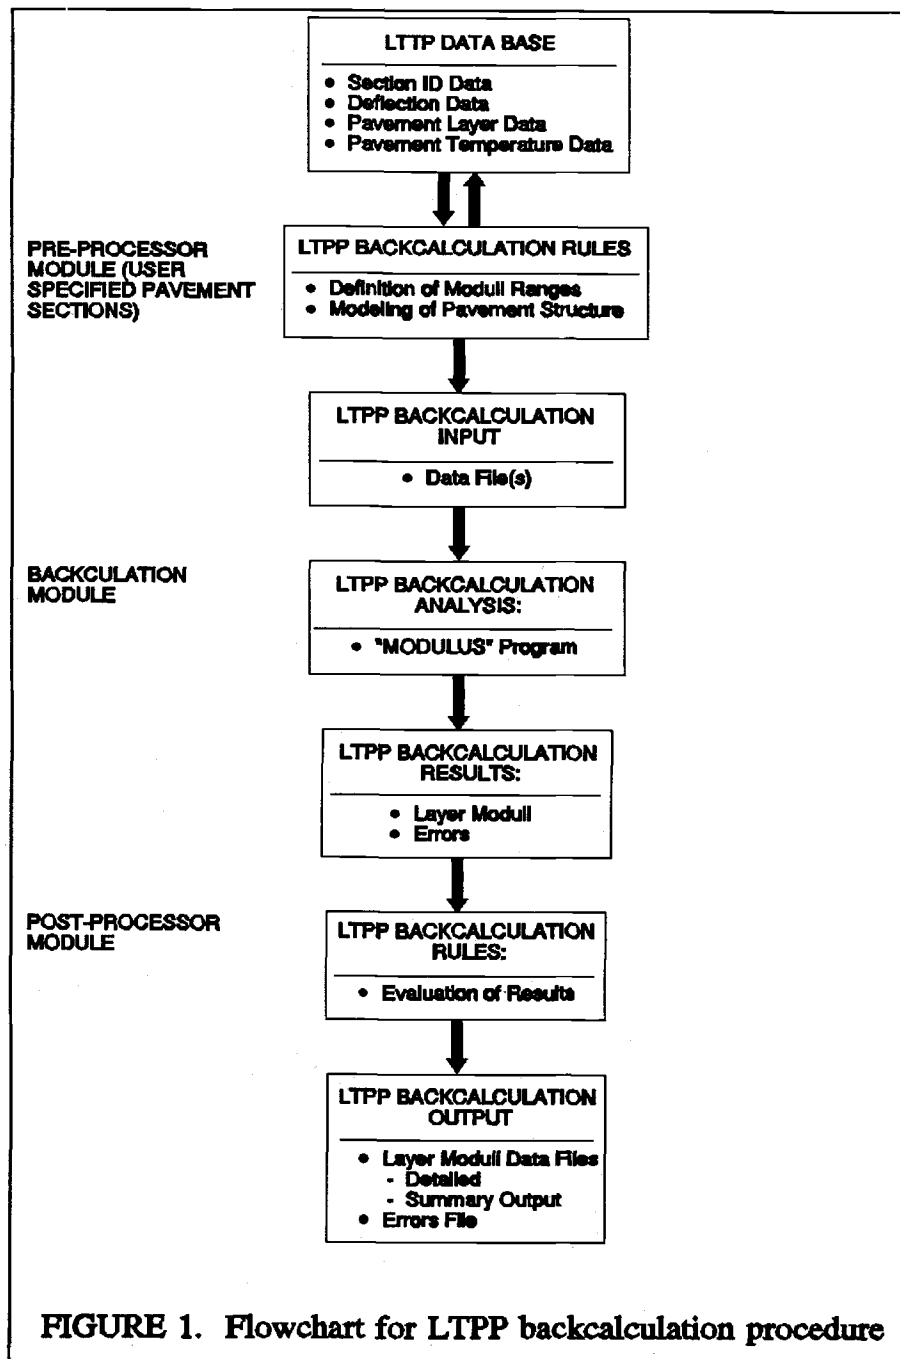 LTTP DATA BASE
• Section ID Data
• Deflection Data
• Pavement Layer Data
• Pavement Temperature Data
PRE-PROCESSOR
MODULE (USER
SPECIFIED PAVEMENT
SECTIONS)
LTPP BACKCALCULATION RULES
• Definition of Moduli Ranges
• Modeling of Pavement Structure
LTPP BACKCALCULATION
INPUT
• Data File(s)
BACKCULATION
MODULE
LTPP BACKCALCULATION
ANALYSIS:
• "MODULUS" Program
LTPP BACKCALCULATION
RESULTS:
• Layer Moduli
• Errors
POST-PROCESSOR
MODULE
LTPP BACKCALCULATION
RULES:
• Evaluation of Results
LTPP BACKCALCULATION
OUTPUT
• Layer Moduli Data Files
- Detailed
- Summary Output
• Errors File
FIGURE 1. Flowchart for LTPP backcalculation procedure